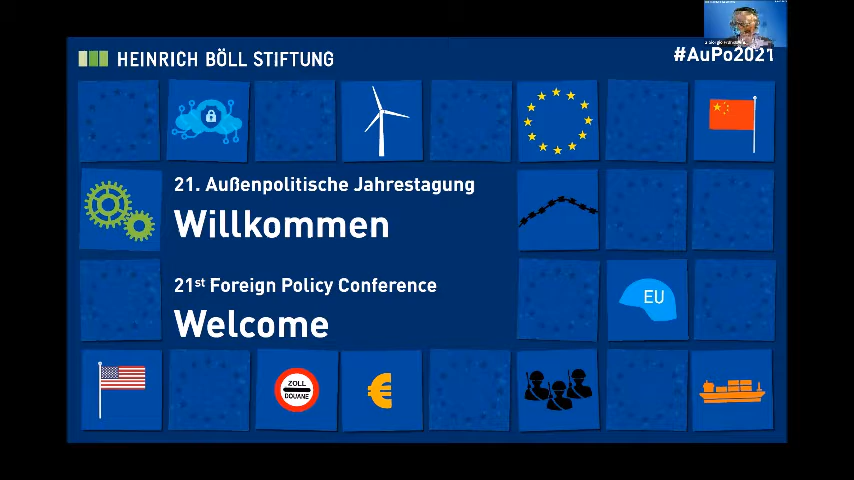 HEINRICH BÖLL STIFTUNG
#AuPo2021
21. Außenpolitische Jahrestagung
Willkommen
21st Foreign Policy Conference
Welcome
EU
ZOLL
DOUANE